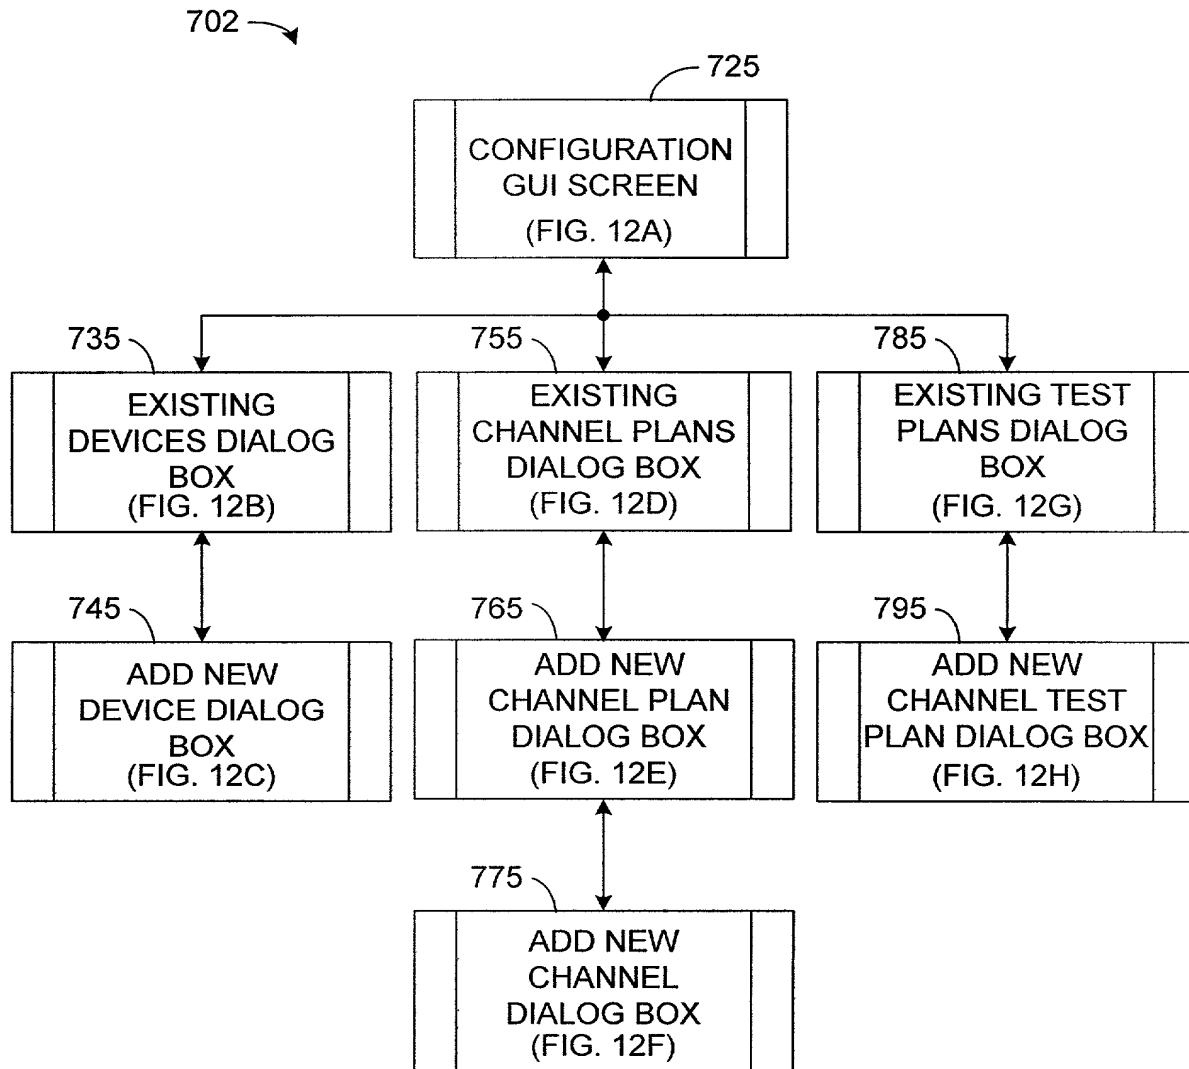 702
725
CONFIGURATION
GUI SCREEN
(FIG. 12A)
735
EXISTING
DEVICES DIALOG
BOX
(FIG. 12B)
755
EXISTING
CHANNEL PLANS
DIALOG BOX
(FIG. 12D)
785
EXISTING TEST
PLANS DIALOG
BOX
(FIG. 12G)
745
ADD NEW
DEVICE DIALOG
BOX
(FIG. 12C)
765
ADD NEW
CHANNEL PLAN
DIALOG BOX
(FIG. 12E)
795
ADD NEW
CHANNEL TEST
PLAN DIALOG BOX
(FIG. 12H)
775
ADD NEW
CHANNEL
DIALOG BOX
(FIG. 12F)